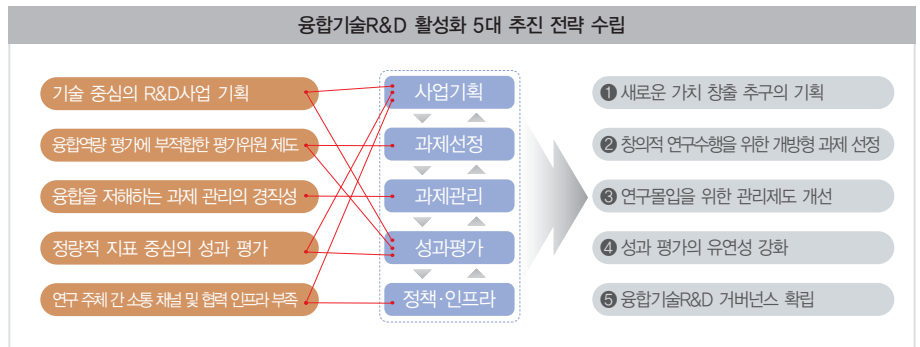 융합기술R&D 활성화 5대 추진 전략 수립
기술 중심의 R&D사업 기획
융합역량 평가에 부적합한 평가위원 제도
융합을 저해하는 과제 관리의 경직성
정량적 지표 중심의 성과 평가
연구 주체 간 소통 채널 및 협력 인프라 부족
사업기획
과제선정
과제관리
성과평가
정책·인프라
❶ 새로운 가치 창출 추구의 기획
❷ 창의적 연구수행을 위한 개방형 과제 선정
❸ 연구몰입을 위한 관리제도 개선
❹ 성과 평가의 유연성 강화
❺ 융합기술R&D 거버넌스 확립